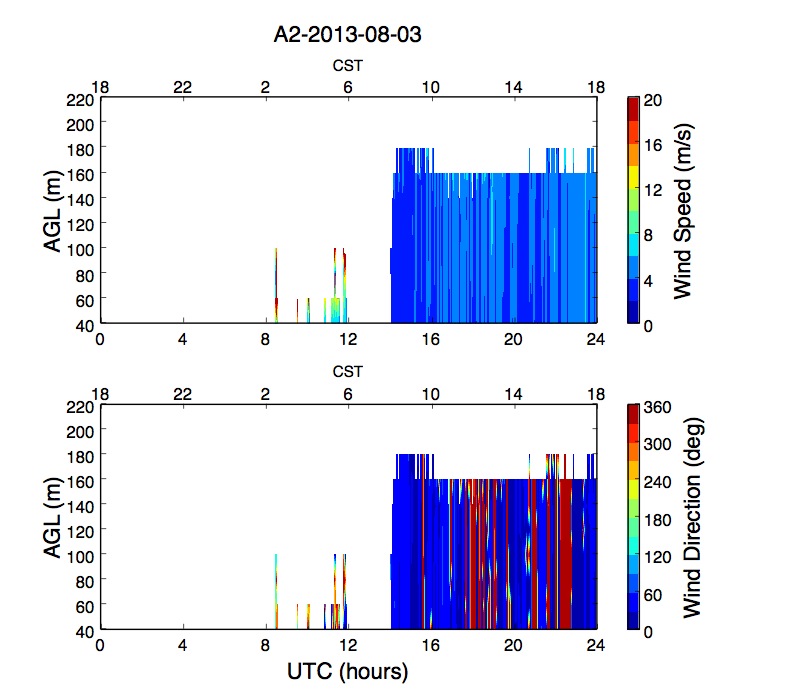 A2-2013-08-03
CST
18 22 2 6 10 14 18
220
200
180
160
140
120
100
80
60
40
AGL (m)
0 4 8 12 16 20 24
20
16
12
8
4
0
Wind Speed (m/s)
CST
18 22 2 6 10 14 18
220
200
180
160
140
120
100
80
60
40
AGL (m)
0 4 8 12 16 20 24
UTC (hours)
360
300
240
180
120
60
0
Wind Direction (deg)